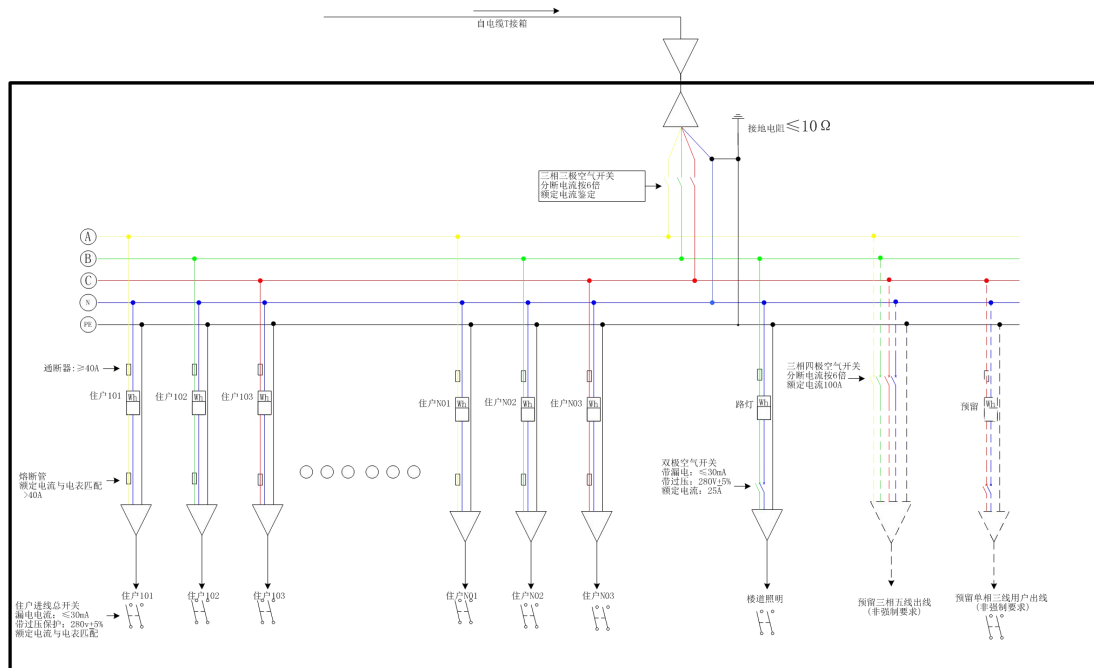 自电缆T接箱
接地电阻≤10Ω
三相三极空气开关
分断电流按6倍
额定电流鉴定
A
B
C
N
PE
通断器:≥40A
住户101
Wh
住户102
Wh
住户103
Wh
住户N01
Wh
住户N02
Wh
住户N03
Wh
路灯
Wh
三相四极空气开关
分断电流按6倍
额定电流100A
预留
Wh
熔断管
额定电流与电表匹配
>40A
双极空气开关
带漏电: ≤30mA
带过压: 280V±5%
额定电流: 25A
住户101
住户102
住户103
住户N01
住户N02
住户N03
楼道照明
预留三相五线出线
(非强制要求)
预留单相三线用户出线
(非强制要求)
住户进线总开关
漏电电流: ≤30mA
带过压保护: 280v±5%
额定电流与电表匹配